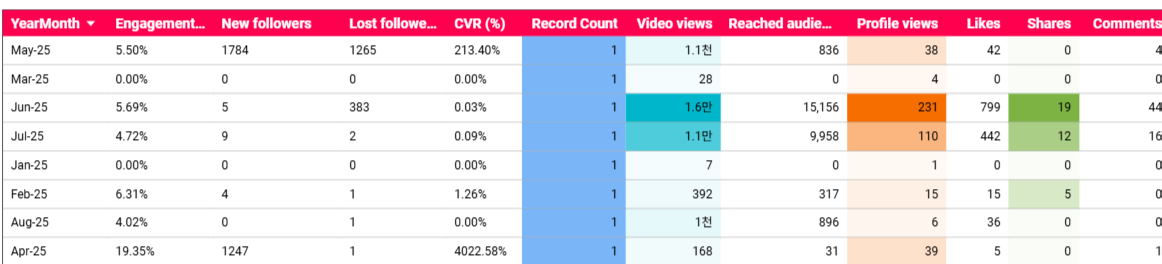 YearMonth Engagement... New followers Lost followe... CVR (%) Record Count Video views Reached audie... Profile views Likes Shares Comments
May-25 5.50% 1784 1265 213.40% 1 1.1천 836 38 42 0 4
Mar-25 0.00% 0 0 0.00% 1 28 0 4 0 0 0
Jun-25 5.69% 5 383 0.03% 1 1.6만 15,156 231 799 19 44
Jul-25 4.72% 9 2 0.09% 1 1.1만 9,958 110 442 12 16
Jan-25 0.00% 0 0 0.00% 1 7 0 1 0 0 0
Feb-25 6.31% 4 1 1.26% 1 392 317 15 15 5 0
Aug-25 4.02% 0 1 0.00% 1 1천 896 6 36 0 0
Apr-25 19.35% 1247 1 4022.58% 1 168 31 39 5 0 1